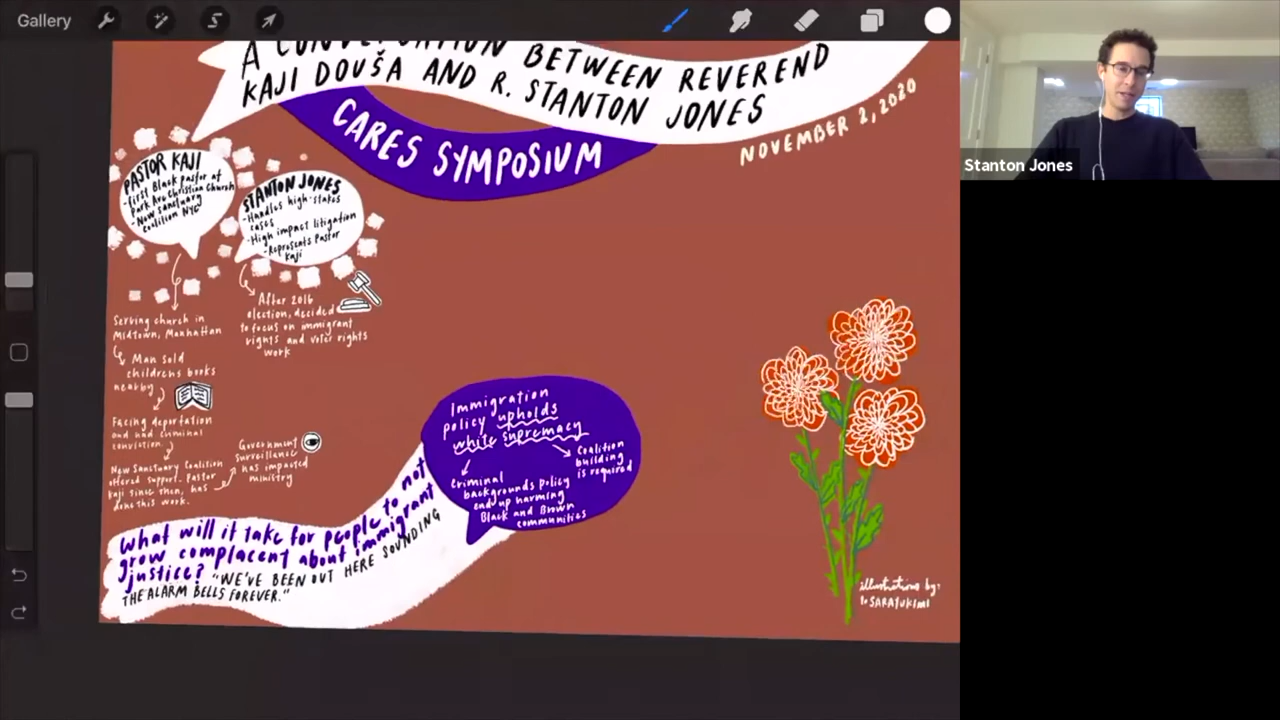 Gallery
A CONVERSATION BETWEEN REVEREND
KAJI DOUŠA AND R. STANTON JONES
CARES SYMPOSIUM
NOVEMBER 2, 2020
Stanton Jones
PASTOR KAJI
-First Black pastor at
Park Ave Christian Church
-New sanctuary
coalition NYC
STANTON JONES
-Handles high-stakes
cases
-High impact litigation
-Represents Pastor
Kaji
Serving church in
Midtown, Manhattan
Man sold
childrens books
nearby
Facing deportation
and had criminal
conviction.
New Sanctuary Coalition
offered support. Pastor
Kaji since then, has
done this work.
Government
surveillance
has impacted
ministry
After 2016
election, decided
to focus on immigrant
rights and voter rights
work
Immigration
policy upholds
white supremacy
Coalition
building
is required
Criminal
backgrounds policy
end up harming
Black and Brown
communities
What will it take for people to not
grow complacent about immigrant
justice? "WE'VE BEEN OUT HERE SOUNDING
THE ALARM BELLS FOREVER."
illustrations by:
SARAYUKIMI